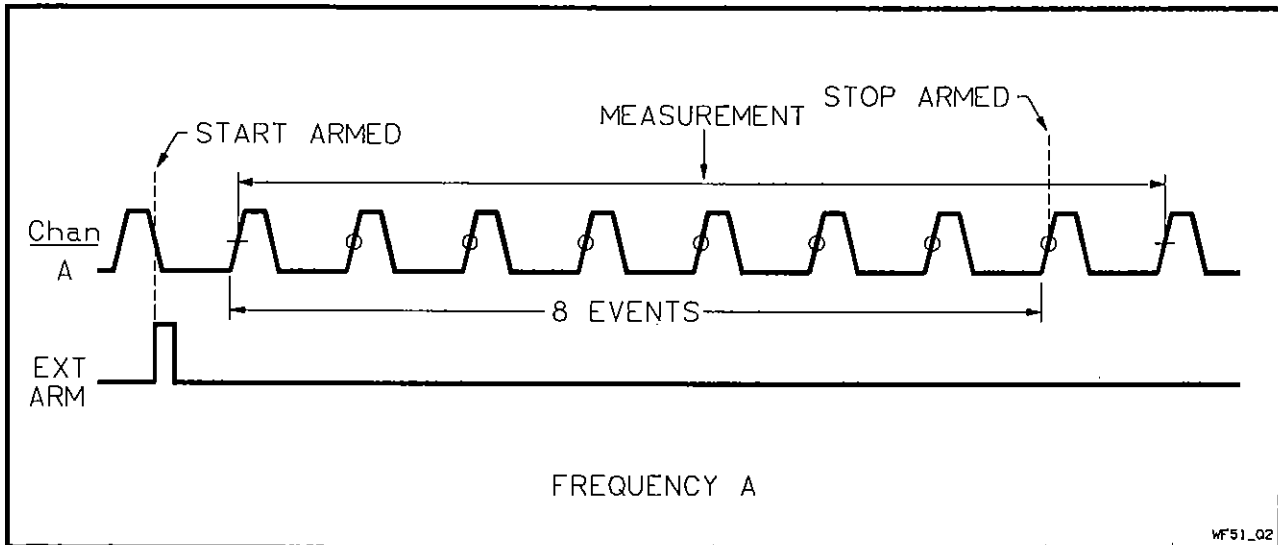 STOP ARMED
MEASUREMENT
START ARMED
Chan
A
8 EVENTS
EXT
ARM
FREQUENCY A
WF51_02